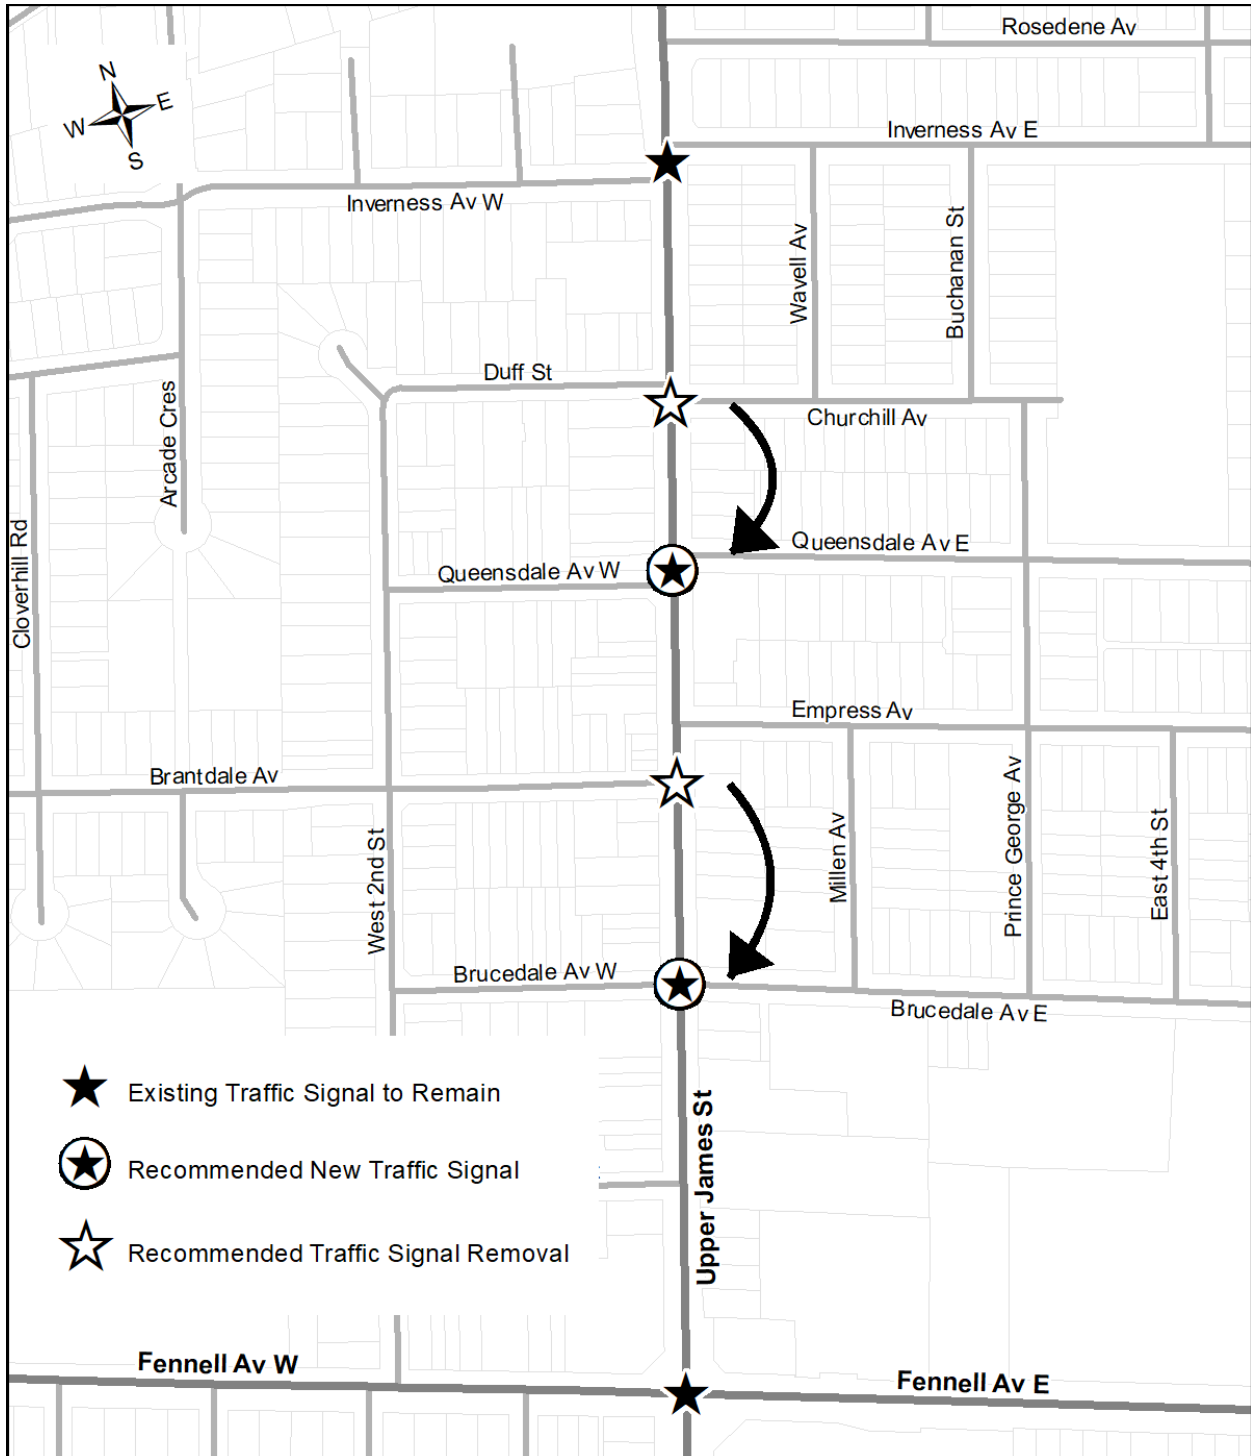 Rosedene Av
N
E
W
S
Inverness Av E
Inverness Av W
Wavell Av
Buchanan St
Duff St
Arcade Cres
Churchill Av
Cloverhill Rd
Queensdale Av E
Queensdale Av W
Empress Av
Brantdale Av
West 2nd St
Millen Av
Prince George Av
East 4th St
Brucedale Av W
Brucedale Av E
Existing Traffic Signal to Remain
Recommended New Traffic Signal
Recommended Traffic Signal Removal
Upper James St
Fennell Av W
Fennell Av E